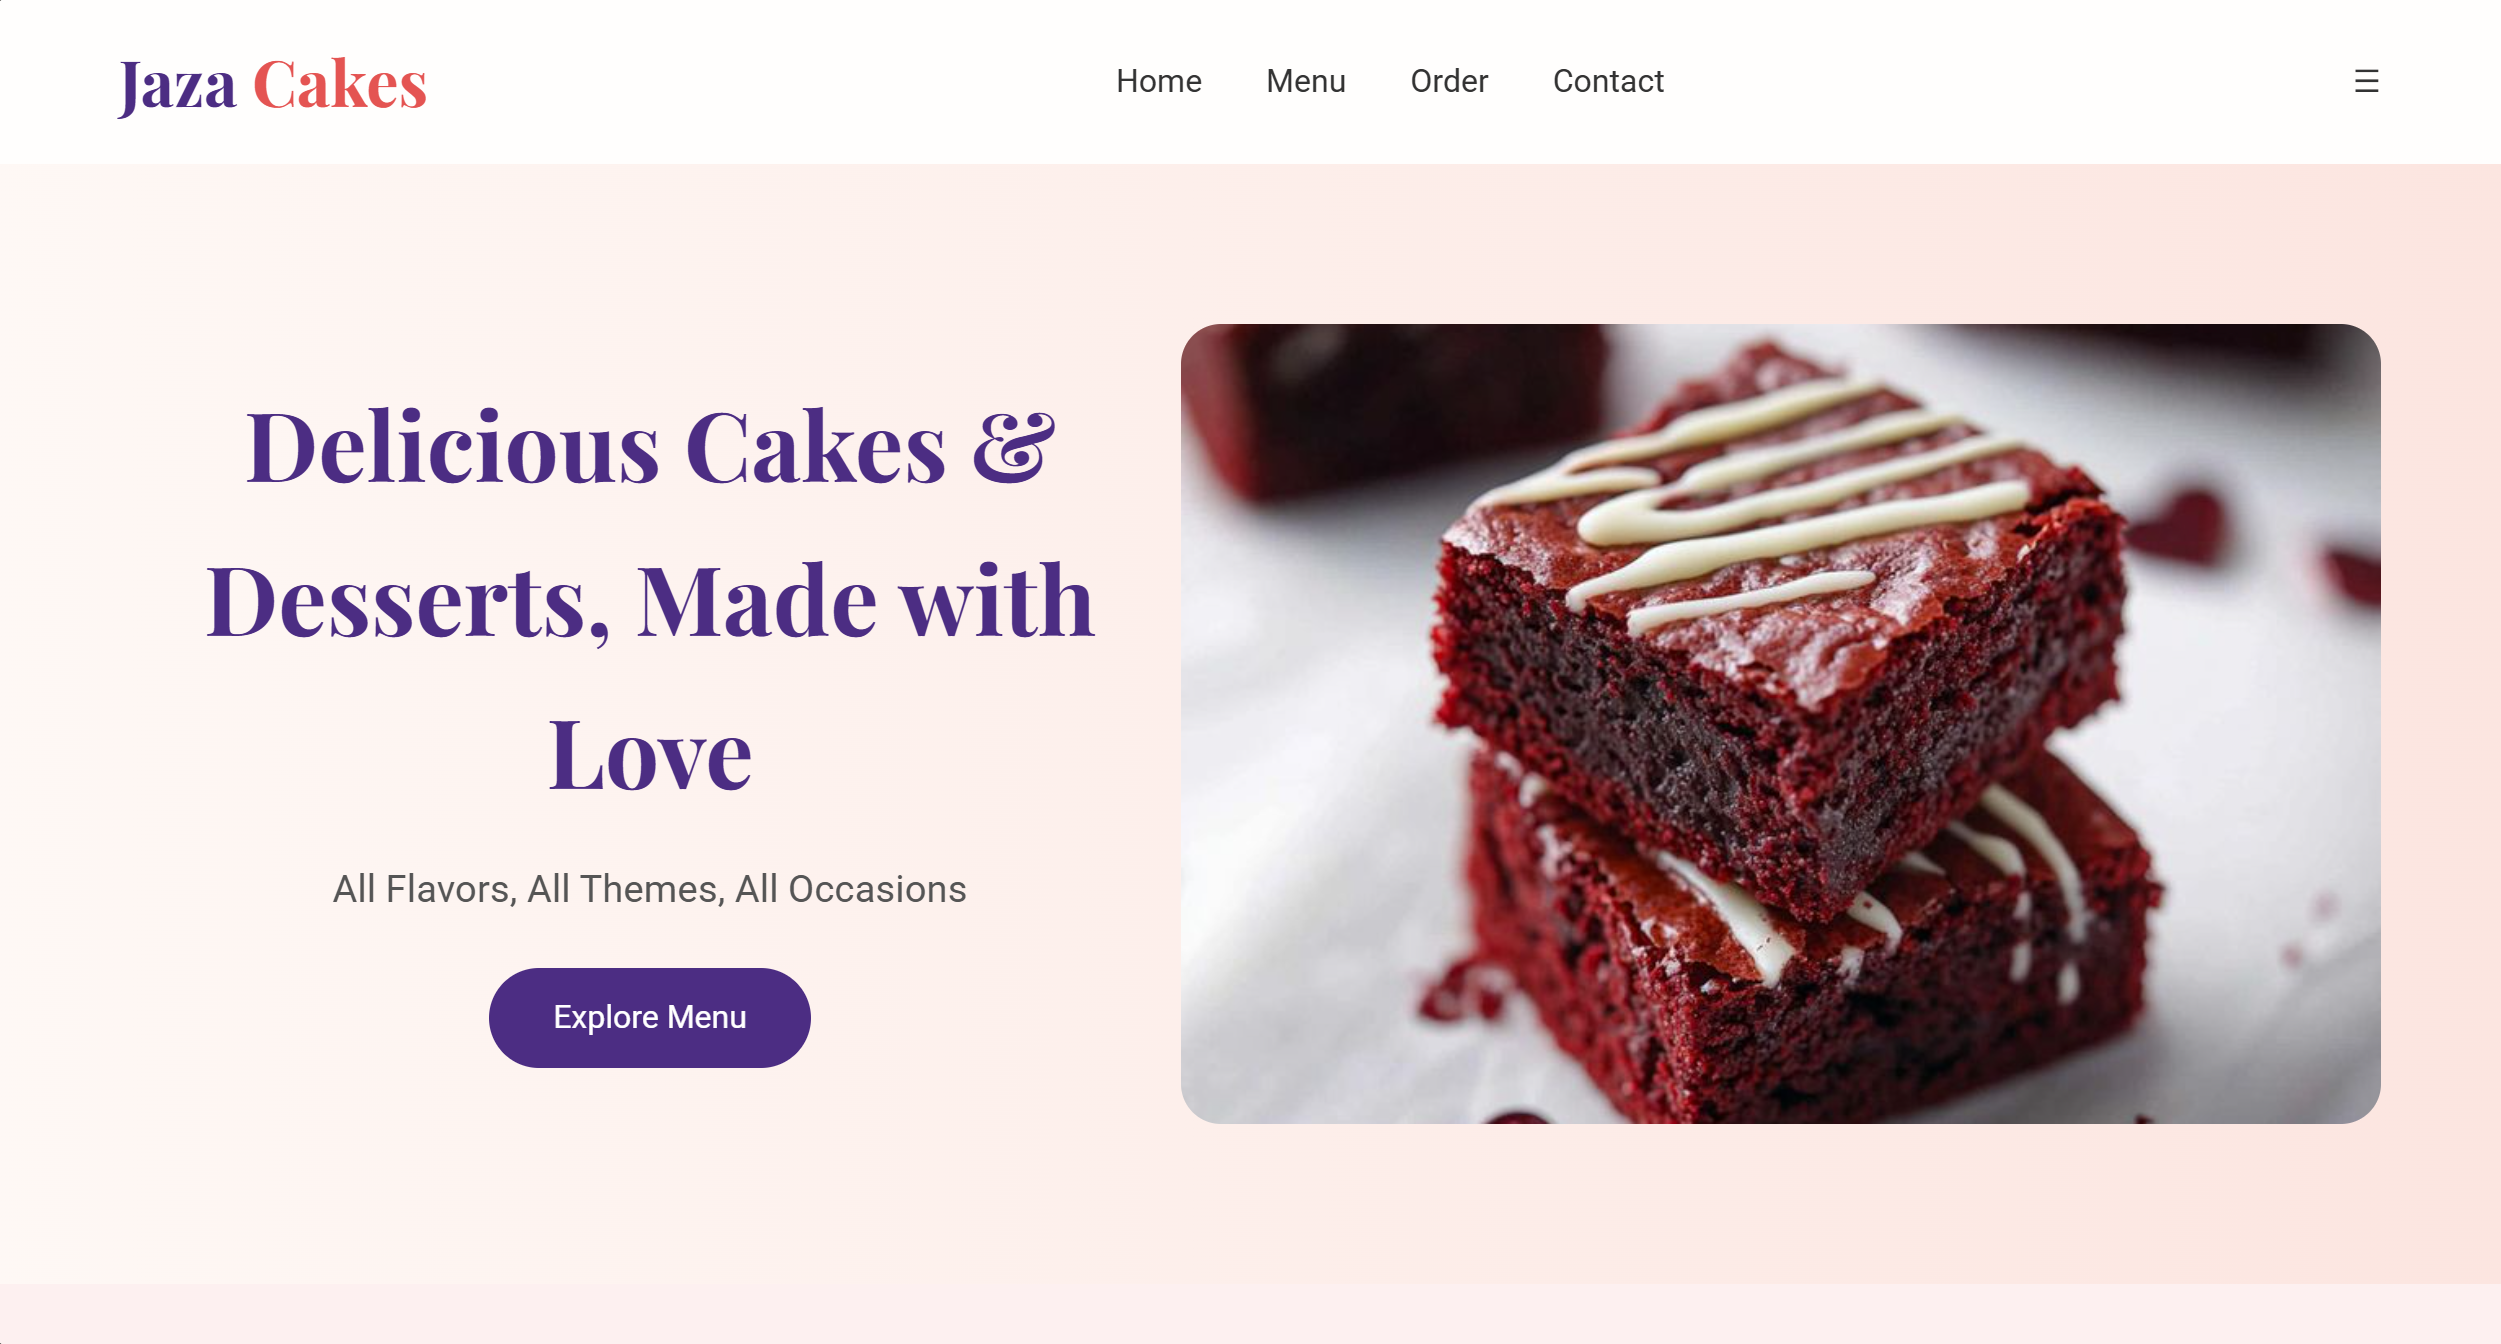 Jaza Cakes
Home Menu Order Contact
Delicious Cakes &
Desserts, Made with
Love
All Flavors, All Themes, All Occasions
Explore Menu